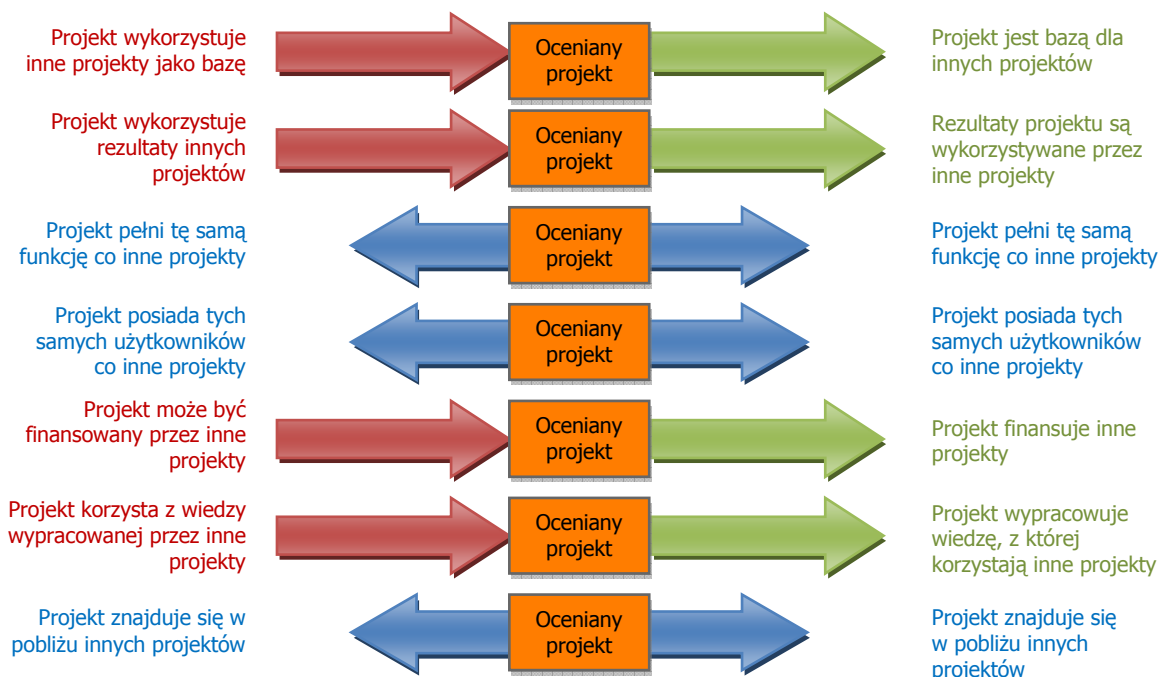 Projekt wykorzystuje
inne projekty jako bazę
Oceniany
projekt
Projekt jest bazą dla
innych projektów
Projekt wykorzystuje
rezultaty innych
projektów
Oceniany
projekt
Rezultaty projektu są
wykorzystywane przez
inne projekty
Projekt pełni tę samą
funkcję co inne projekty
Oceniany
projekt
Projekt pełni tę samą
funkcję co inne projekty
Projekt posiada tych
samych użytkowników
co inne projekty
Oceniany
projekt
Projekt posiada tych
samych użytkowników
co inne projekty
Projekt może być
finansowany przez inne
projekty
Oceniany
projekt
Projekt finansuje inne
projekty
Projekt korzysta z wiedzy
wypracowanej przez inne
projekty
Oceniany
projekt
Projekt wypracowuje
wiedzę, z której
korzystają inne projekty
Projekt znajduje się w
pobliżu innych projektów
Oceniany
projekt
Projekt znajduje się
w pobliżu innych
projektów